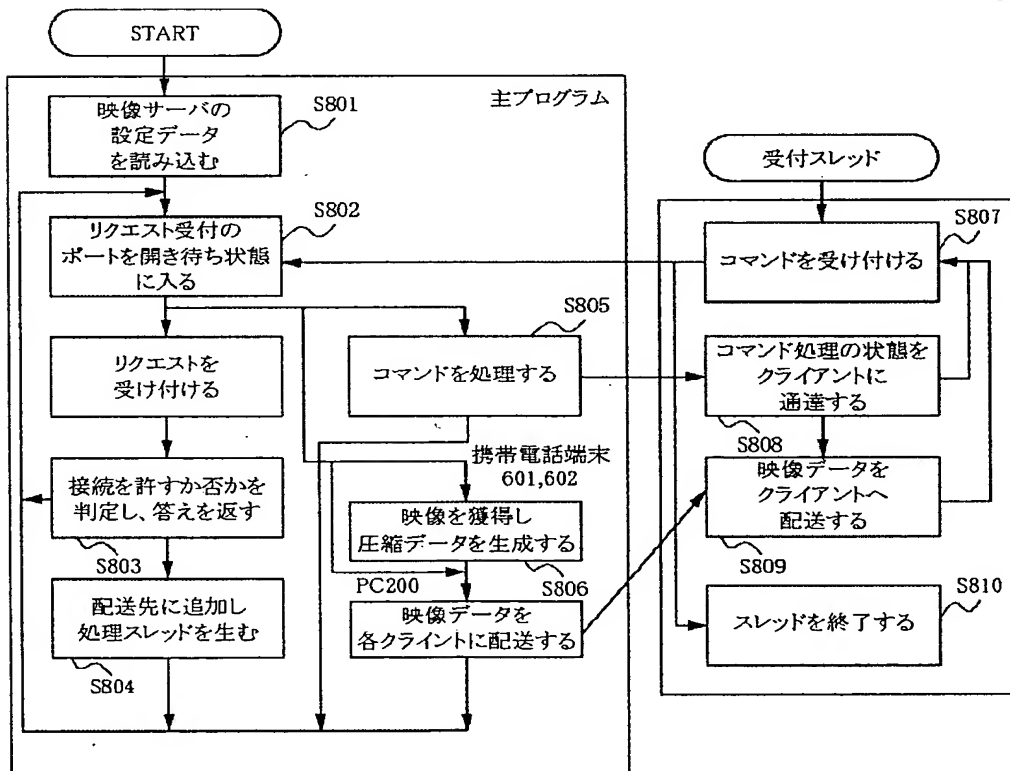 START
主プログラム
S801
映像サーバの
設定データ
を読み込む
S802
リクエスト受付の
ポートを開き待ち状態
に入る
リクエストを
受け付ける
接続を許すか否かを
判定し、答えを返す
S803
配送先に追加し
処理スレッドを生む
S804
S805
コマンドを処理する
携帯電話端末
601,602
映像を獲得し
圧縮データを生成する
PC200
S806
映像データを
各クライントに配送する
受付スレッド
S807
コマンドを受け付ける
コマンド処理の状態を
クライアントに
通達する
S808
映像データを
クライアントへ
配送する
S809
S810
スレッドを終了する